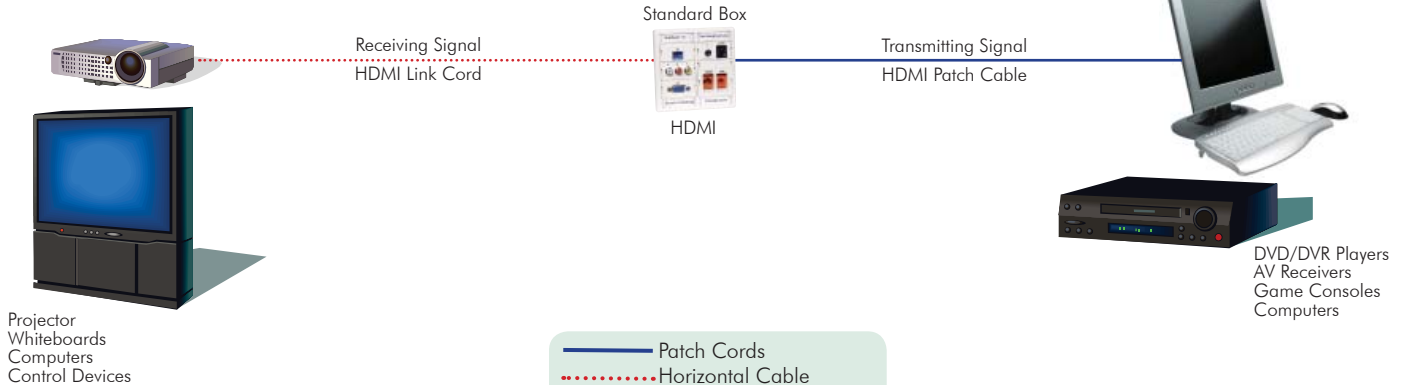 Standard Box
Receiving Signal
HDMI Link Cord
Transmitting Signal
HDMI Patch Cable
HDMI
DVD/DVR Players
AV Receivers
Game Consoles
Computers
Projector
Whiteboards
Computers
Control Devices
Patch Cords
Horizontal Cable